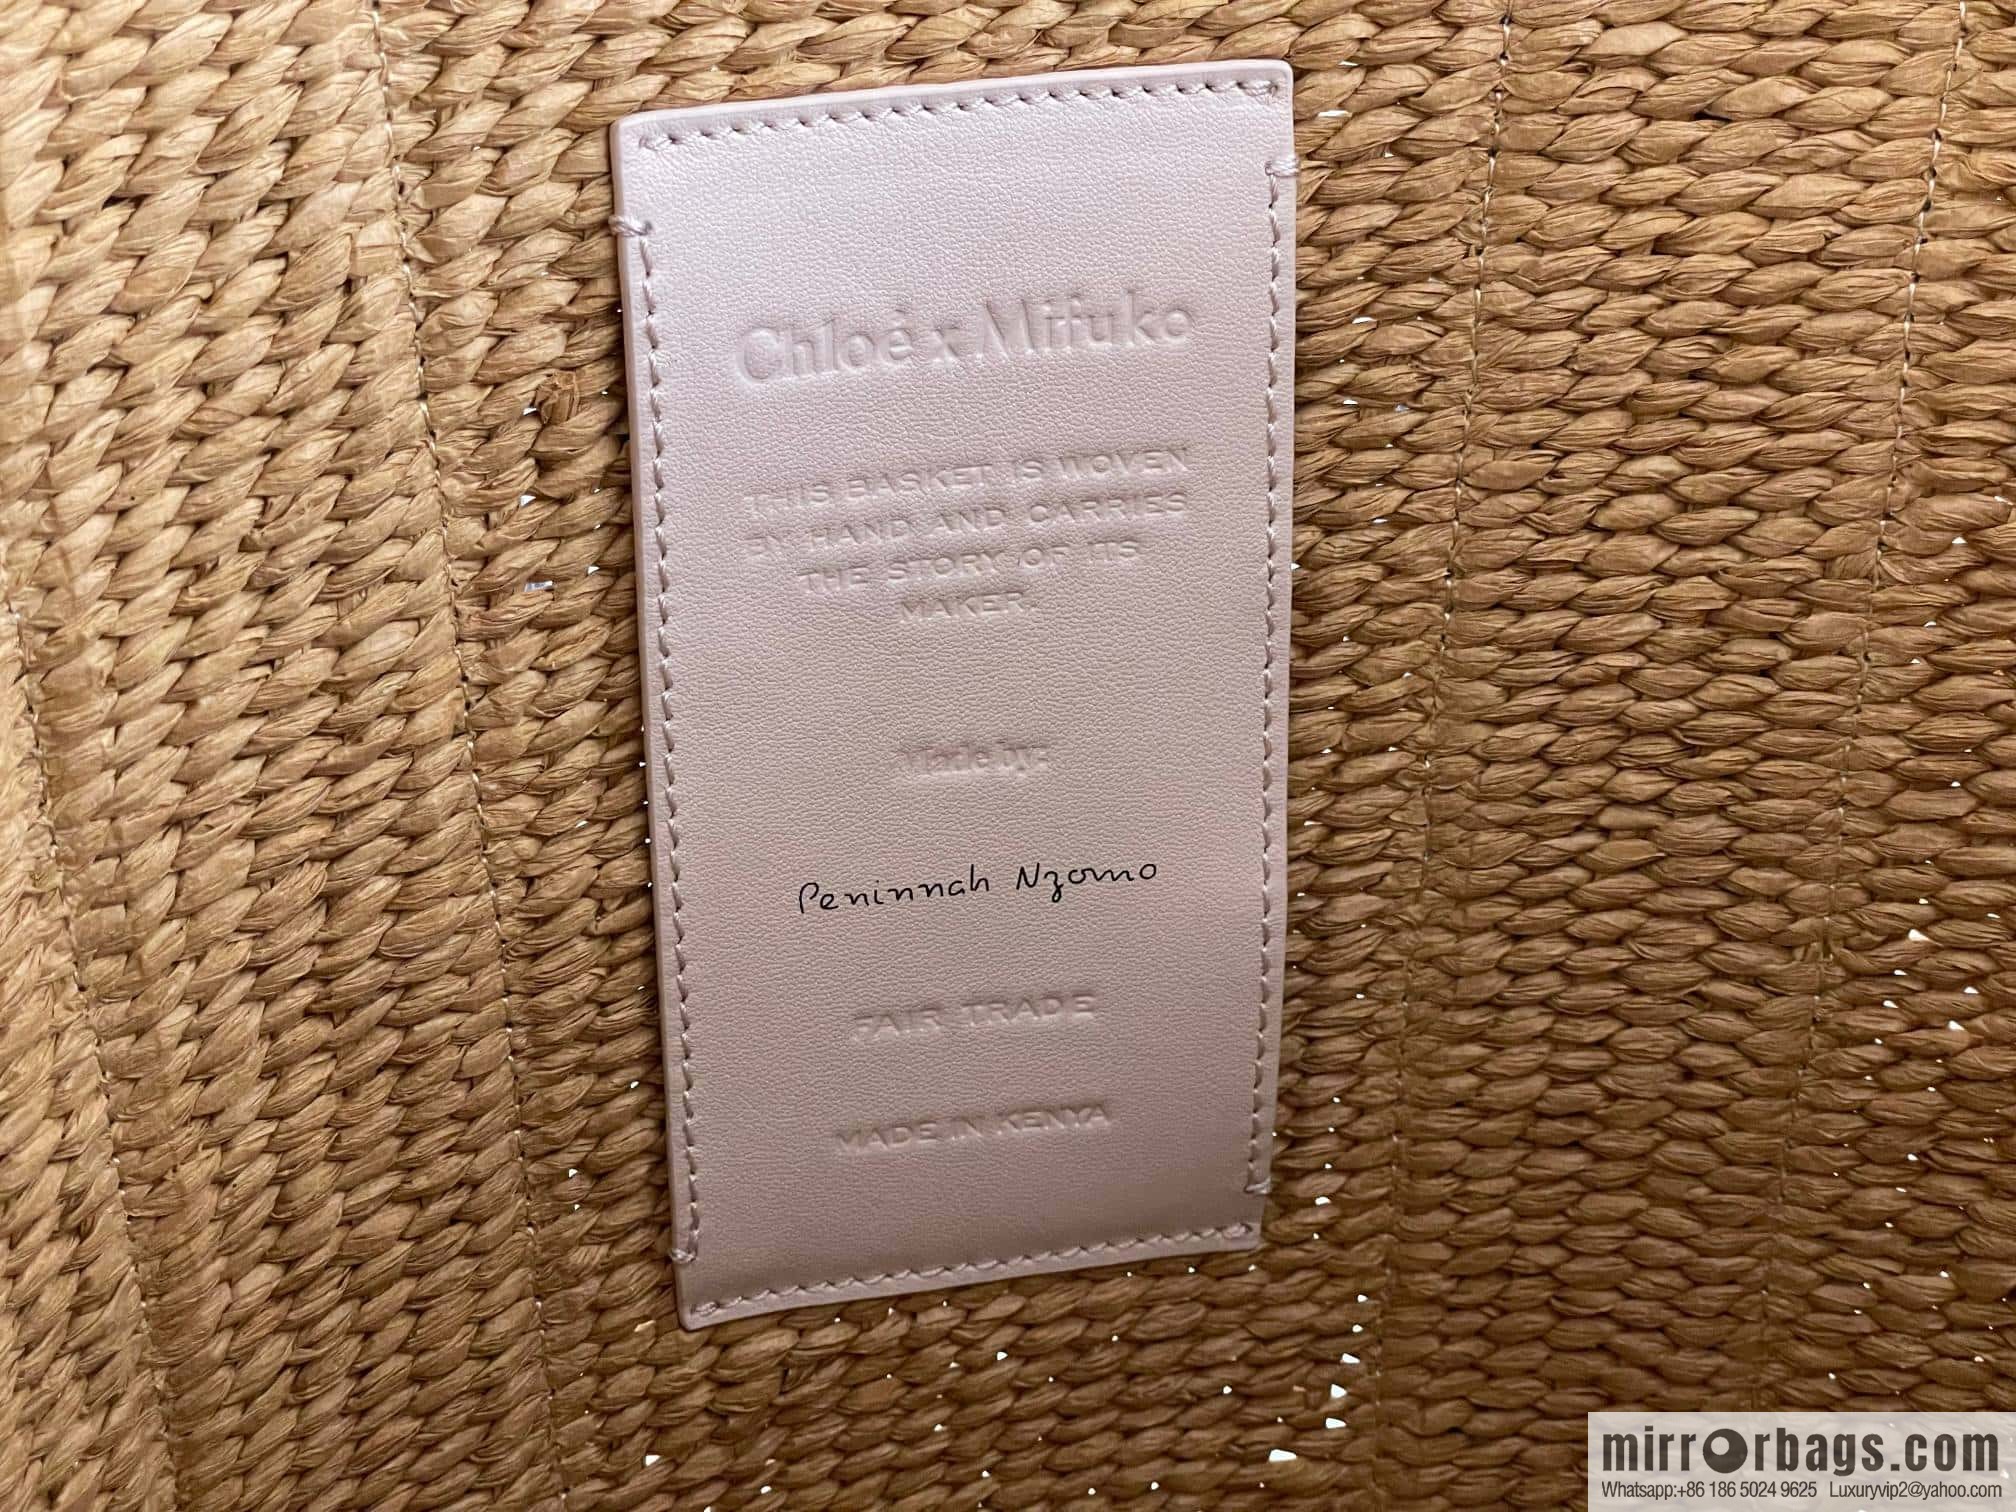 Chloé x Mifuko
THIS BASKET IS WOVEN
BY HAND AND CARRIES
THE STORY OF ITS
MAKER.
Made by:
Peninnah Nzomo
FAIR TRADE
MADE IN KENYA
mirrorbags.com
Whatsapp:+86 186 5024 9625 Luxuryvip2@yahoo.com